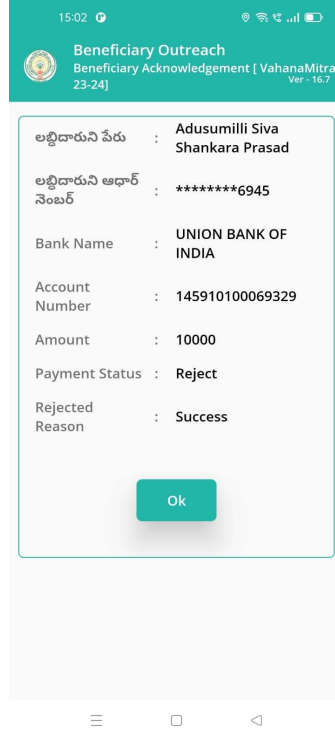 15:02
Beneficiary Outreach
Beneficiary Acknowledgement [ VahanaMitra
23-24]
Ver - 16.7
లబ్ధిదారుని పేరు : Adusumilli Siva
Shankara Prasad
లబ్ధిదారుని ఆధార్
నెంబర్ : ********6945
Bank Name : UNION BANK OF
INDIA
Account
Number : 145910100069329
Amount : 10000
Payment Status : Reject
Rejected
Reason : Success
Ok